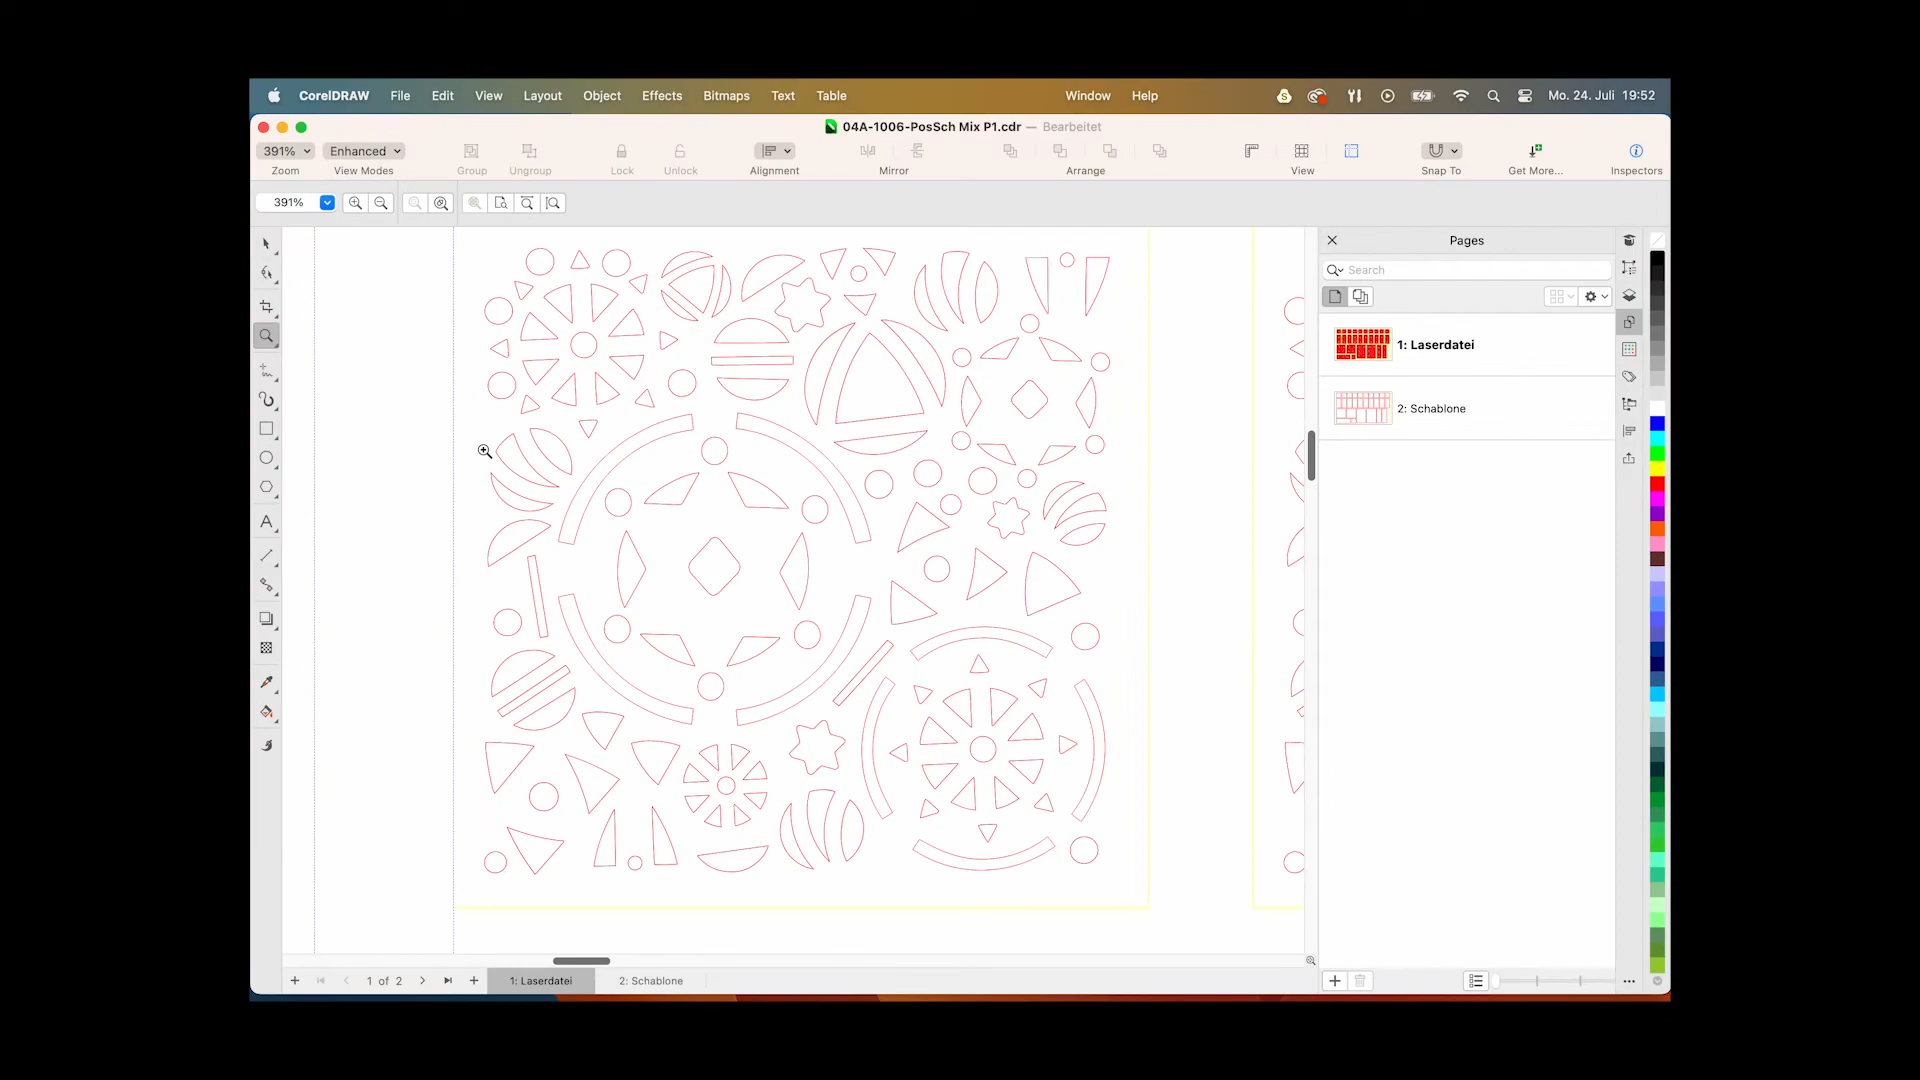 CorelDRAW File Edit View Layout Object Effects Bitmaps Text Table Window Help Mo. 24. Juli 19:52
04A-1006-PosSch Mix P1.cdr — Bearbeitet
391% Enhanced
Zoom View Modes Group Ungroup Lock Unlock Alignment Mirror Arrange View Snap To Get More... Inspectors
391%
Pages
Search
1: Laserdatei
2: Schablone
1 of 2 1: Laserdatei 2: Schablone